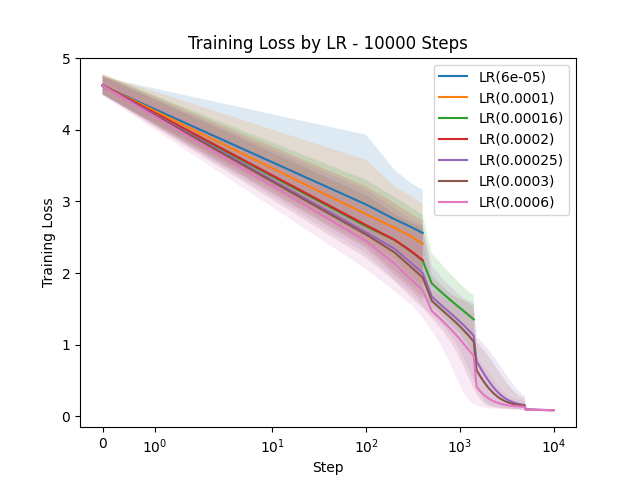 Training Loss by LR - 10000 Steps
Training Loss
5
4
3
2
1
0
LR(6e-05)
LR(0.0001)
LR(0.00016)
LR(0.0002)
LR(0.00025)
LR(0.0003)
LR(0.0006)
0 10⁰ 10¹ 10² 10³ 10⁴
Step